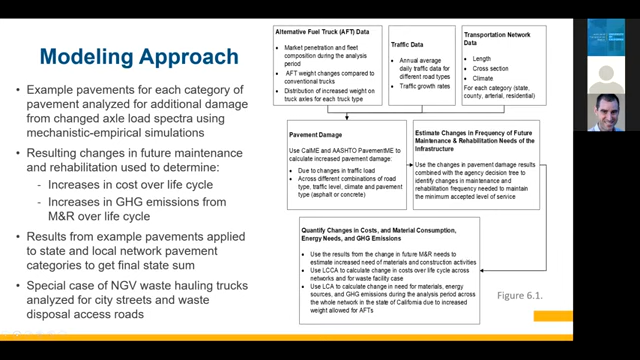 Modeling Approach
• Example pavements for each category of
pavement analyzed for additional damage
from changed axle load spectra using
mechanistic-empirical simulations
• Resulting changes in future maintenance
and rehabilitation used to determine:
- Increases in cost over life cycle
- Increases in GHG emissions from
M&R over life cycle
• Results from example pavements applied
to state and local network pavement
categories to get final state sum
• Special case of NGV waste hauling trucks
analyzed for city streets and waste
disposal access roads
Alternative Fuel Truck (AFT) Data
• Market penetration and fleet
composition during the analysis
period
• AFT weight changes compared to
conventional trucks
• Distribution of increased weight on
truck axles for each truck type
Traffic Data
• Annual average
daily traffic data for
different road types
• Traffic growth rates
Transportation Network
Data
• Length
• Cross section
• Climate
For each category (state,
county, arterial, residential)
Pavement Damage
Use CalME and AASHTO PavementME to
calculate increased pavement damage:
• Due to changes in traffic load
• Across different combinations of road
type, traffic level, climate and pavement
type (asphalt or concrete)
Estimate Changes in Frequency of Future
Maintenance & Rehabilitation Needs of the
Infrastructure
Use the changes in pavement damage results
combined with the agency decision tree to
identify changes in maintenance and
rehabilitation frequency needed to maintain
the minimum accepted level of service
Quantify Changes in Costs, and Material Consumption,
Energy Needs, and GHG Emissions
• Use the results from the change in future M&R needs to
estimate increased need of materials and construction activities
• Use LCCA to calculate change in costs over life cycle across
networks and for waste facility case
• Use LCA to calculate change in need for materials, energy
sources, and GHG emissions during the analysis period across
the whole network in the state of California due to increased
weight allowed for AFTs
Figure 6.1.